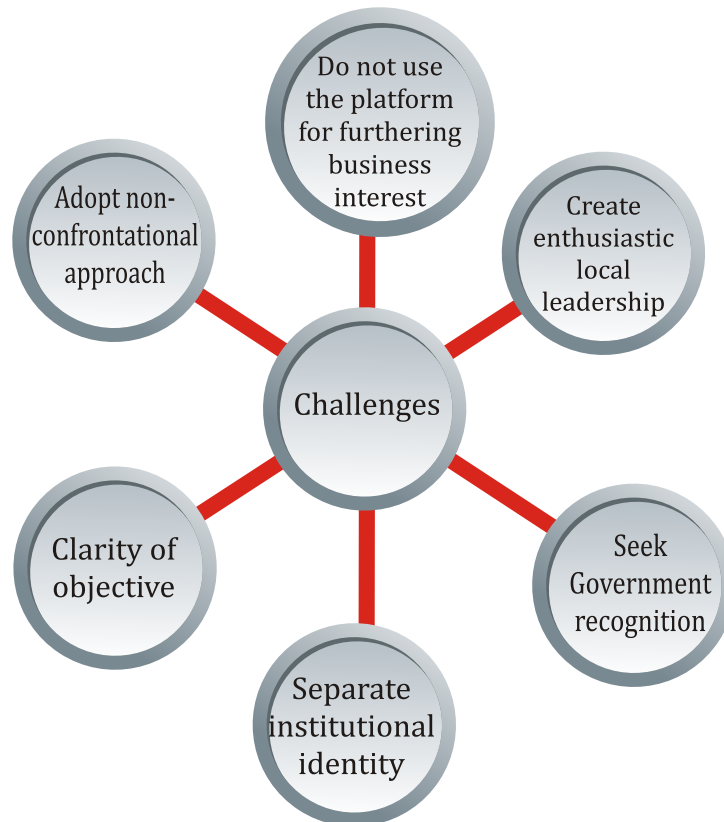 Do not use
the platform
for furthering
business
interest
Adopt non-
confrontational
approach
Create
enthusiastic
local
leadership
Challenges
Clarity of
objective
Seek
Government
recognition
Separate
institutional
identity